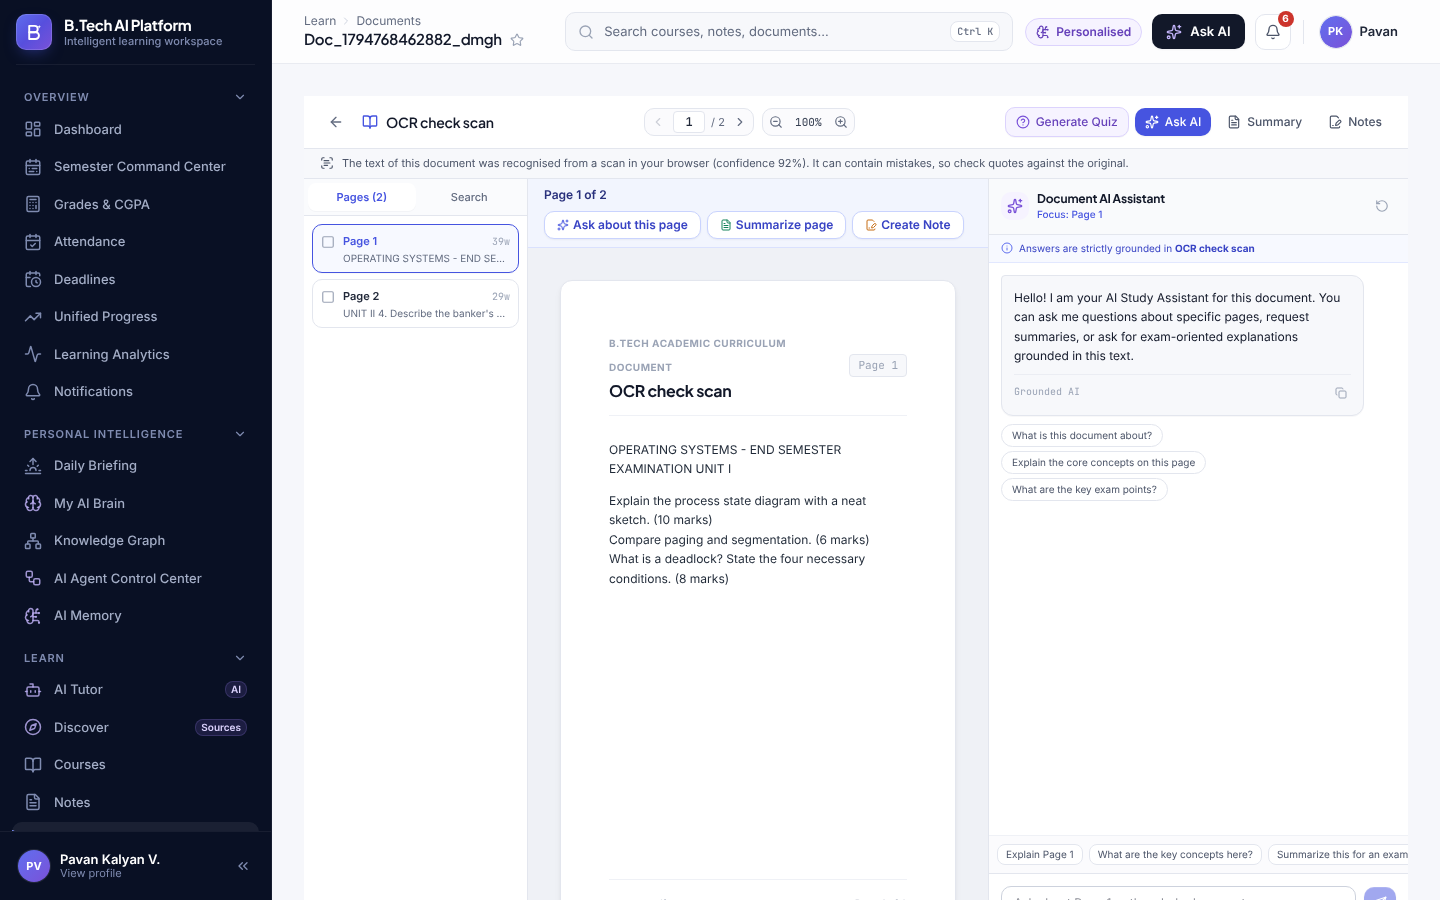 B.Tech AI Platform
Intelligent learning workspace
OVERVIEW
Dashboard
Semester Command Center
Grades & CGPA
Attendance
Deadlines
Unified Progress
Learning Analytics
Notifications
PERSONAL INTELLIGENCE
Daily Briefing
My AI Brain
Knowledge Graph
AI Agent Control Center
AI Memory
LEARN
AI Tutor AI
Discover Sources
Courses
Notes
PV
Pavan Kalyan V.
View profile
Learn Documents
Doc_1794768462882_dmgh
Search courses, notes, documents... Ctrl K
Personalised
Ask AI
6
PK Pavan
OCR check scan
1 / 2
100%
Generate Quiz
Ask AI
Summary
Notes
The text of this document was recognised from a scan in your browser (confidence 92%). It can contain mistakes, so check quotes against the original.
Pages (2) Search
Page 1 39w
OPERATING SYSTEMS - END SE...
Page 2 29w
UNIT II 4. Describe the banker's ...
Page 1 of 2
Ask about this page
Summarize page
Create Note
B.TECH ACADEMIC CURRICULUM
DOCUMENT
Page 1
OCR check scan
OPERATING SYSTEMS - END SEMESTER
EXAMINATION UNIT I
Explain the process state diagram with a neat
sketch. (10 marks)
Compare paging and segmentation. (6 marks)
What is a deadlock? State the four necessary
conditions. (8 marks)
Document AI Assistant
Focus: Page 1
Answers are strictly grounded in OCR check scan
Hello! I am your AI Study Assistant for this document. You
can ask me questions about specific pages, request
summaries, or ask for exam-oriented explanations
grounded in this text.
Grounded AI
What is this document about?
Explain the core concepts on this page
What are the key exam points?
Explain Page 1
What are the key concepts here?
Summarize this for an exam